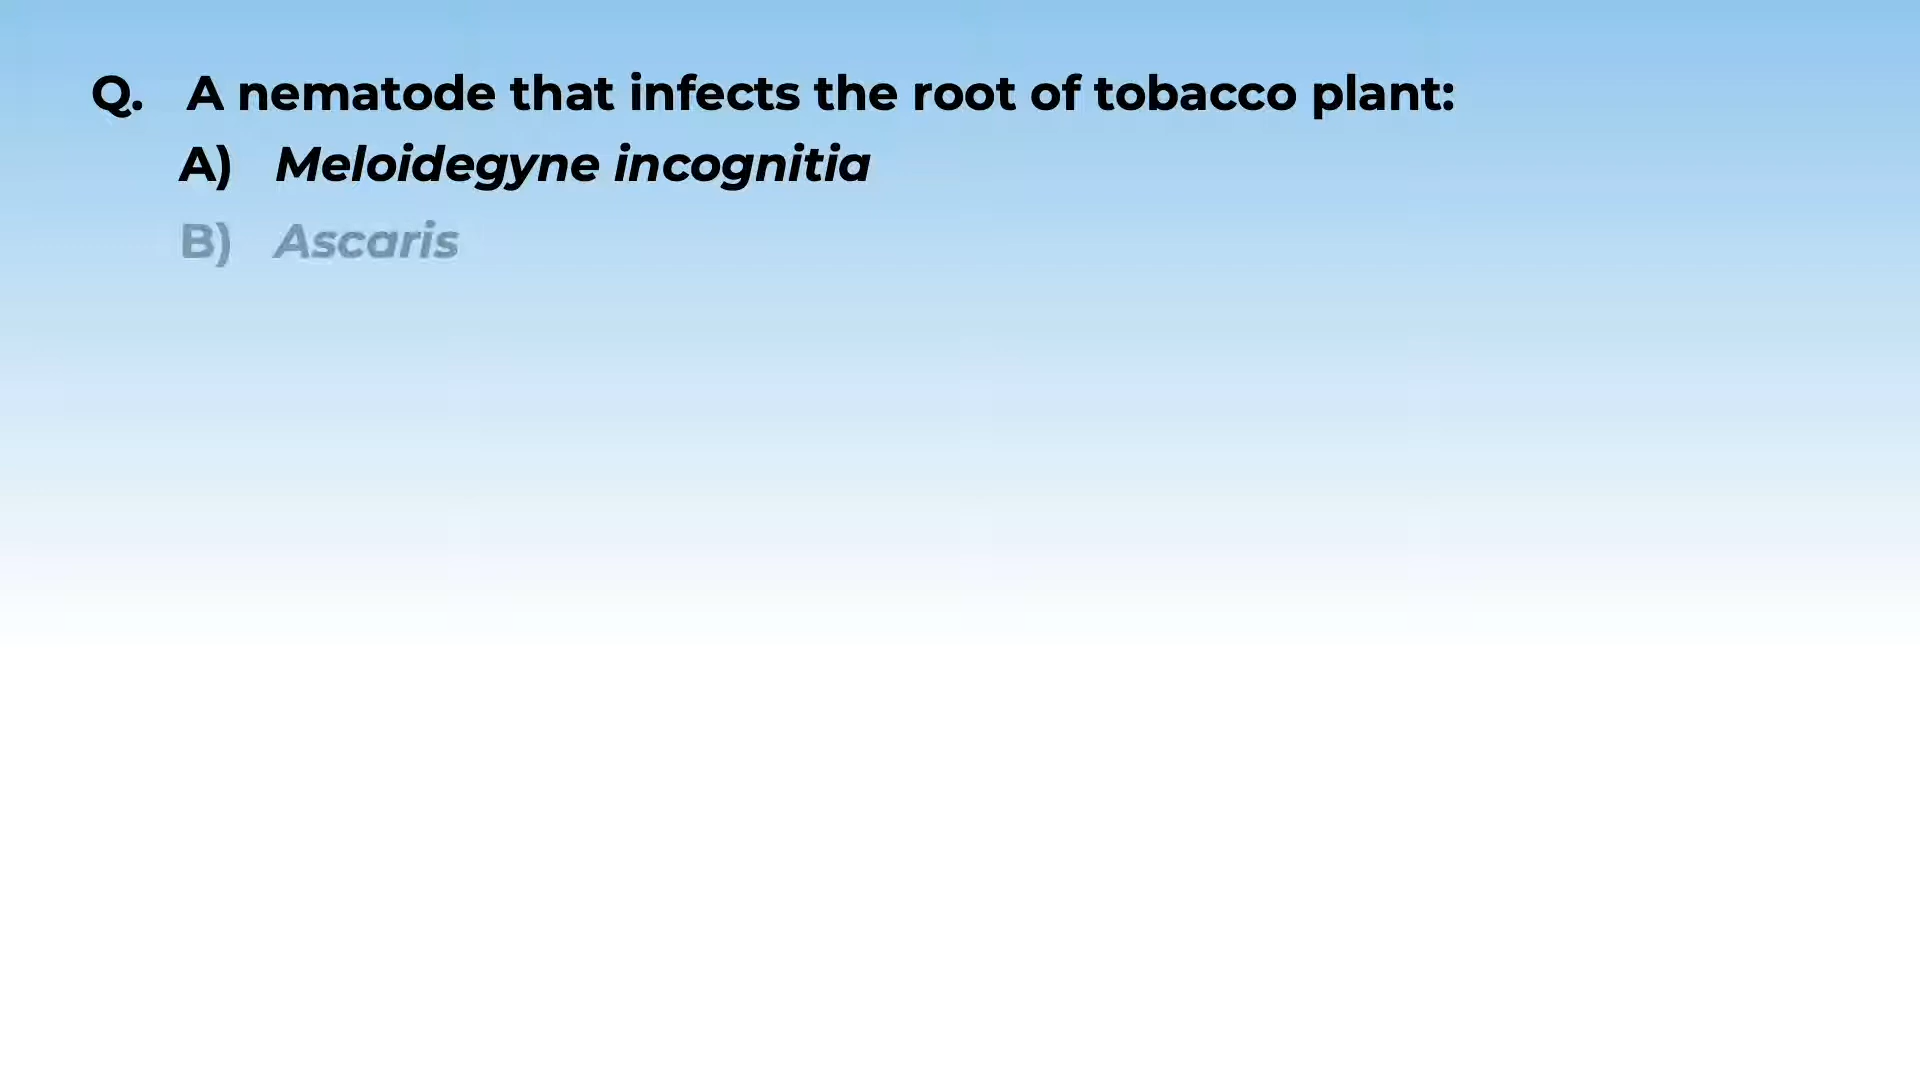 Q. A nematode that infects the root of tobacco plant:
A) Meloidegyne incognitia
B) Ascaris